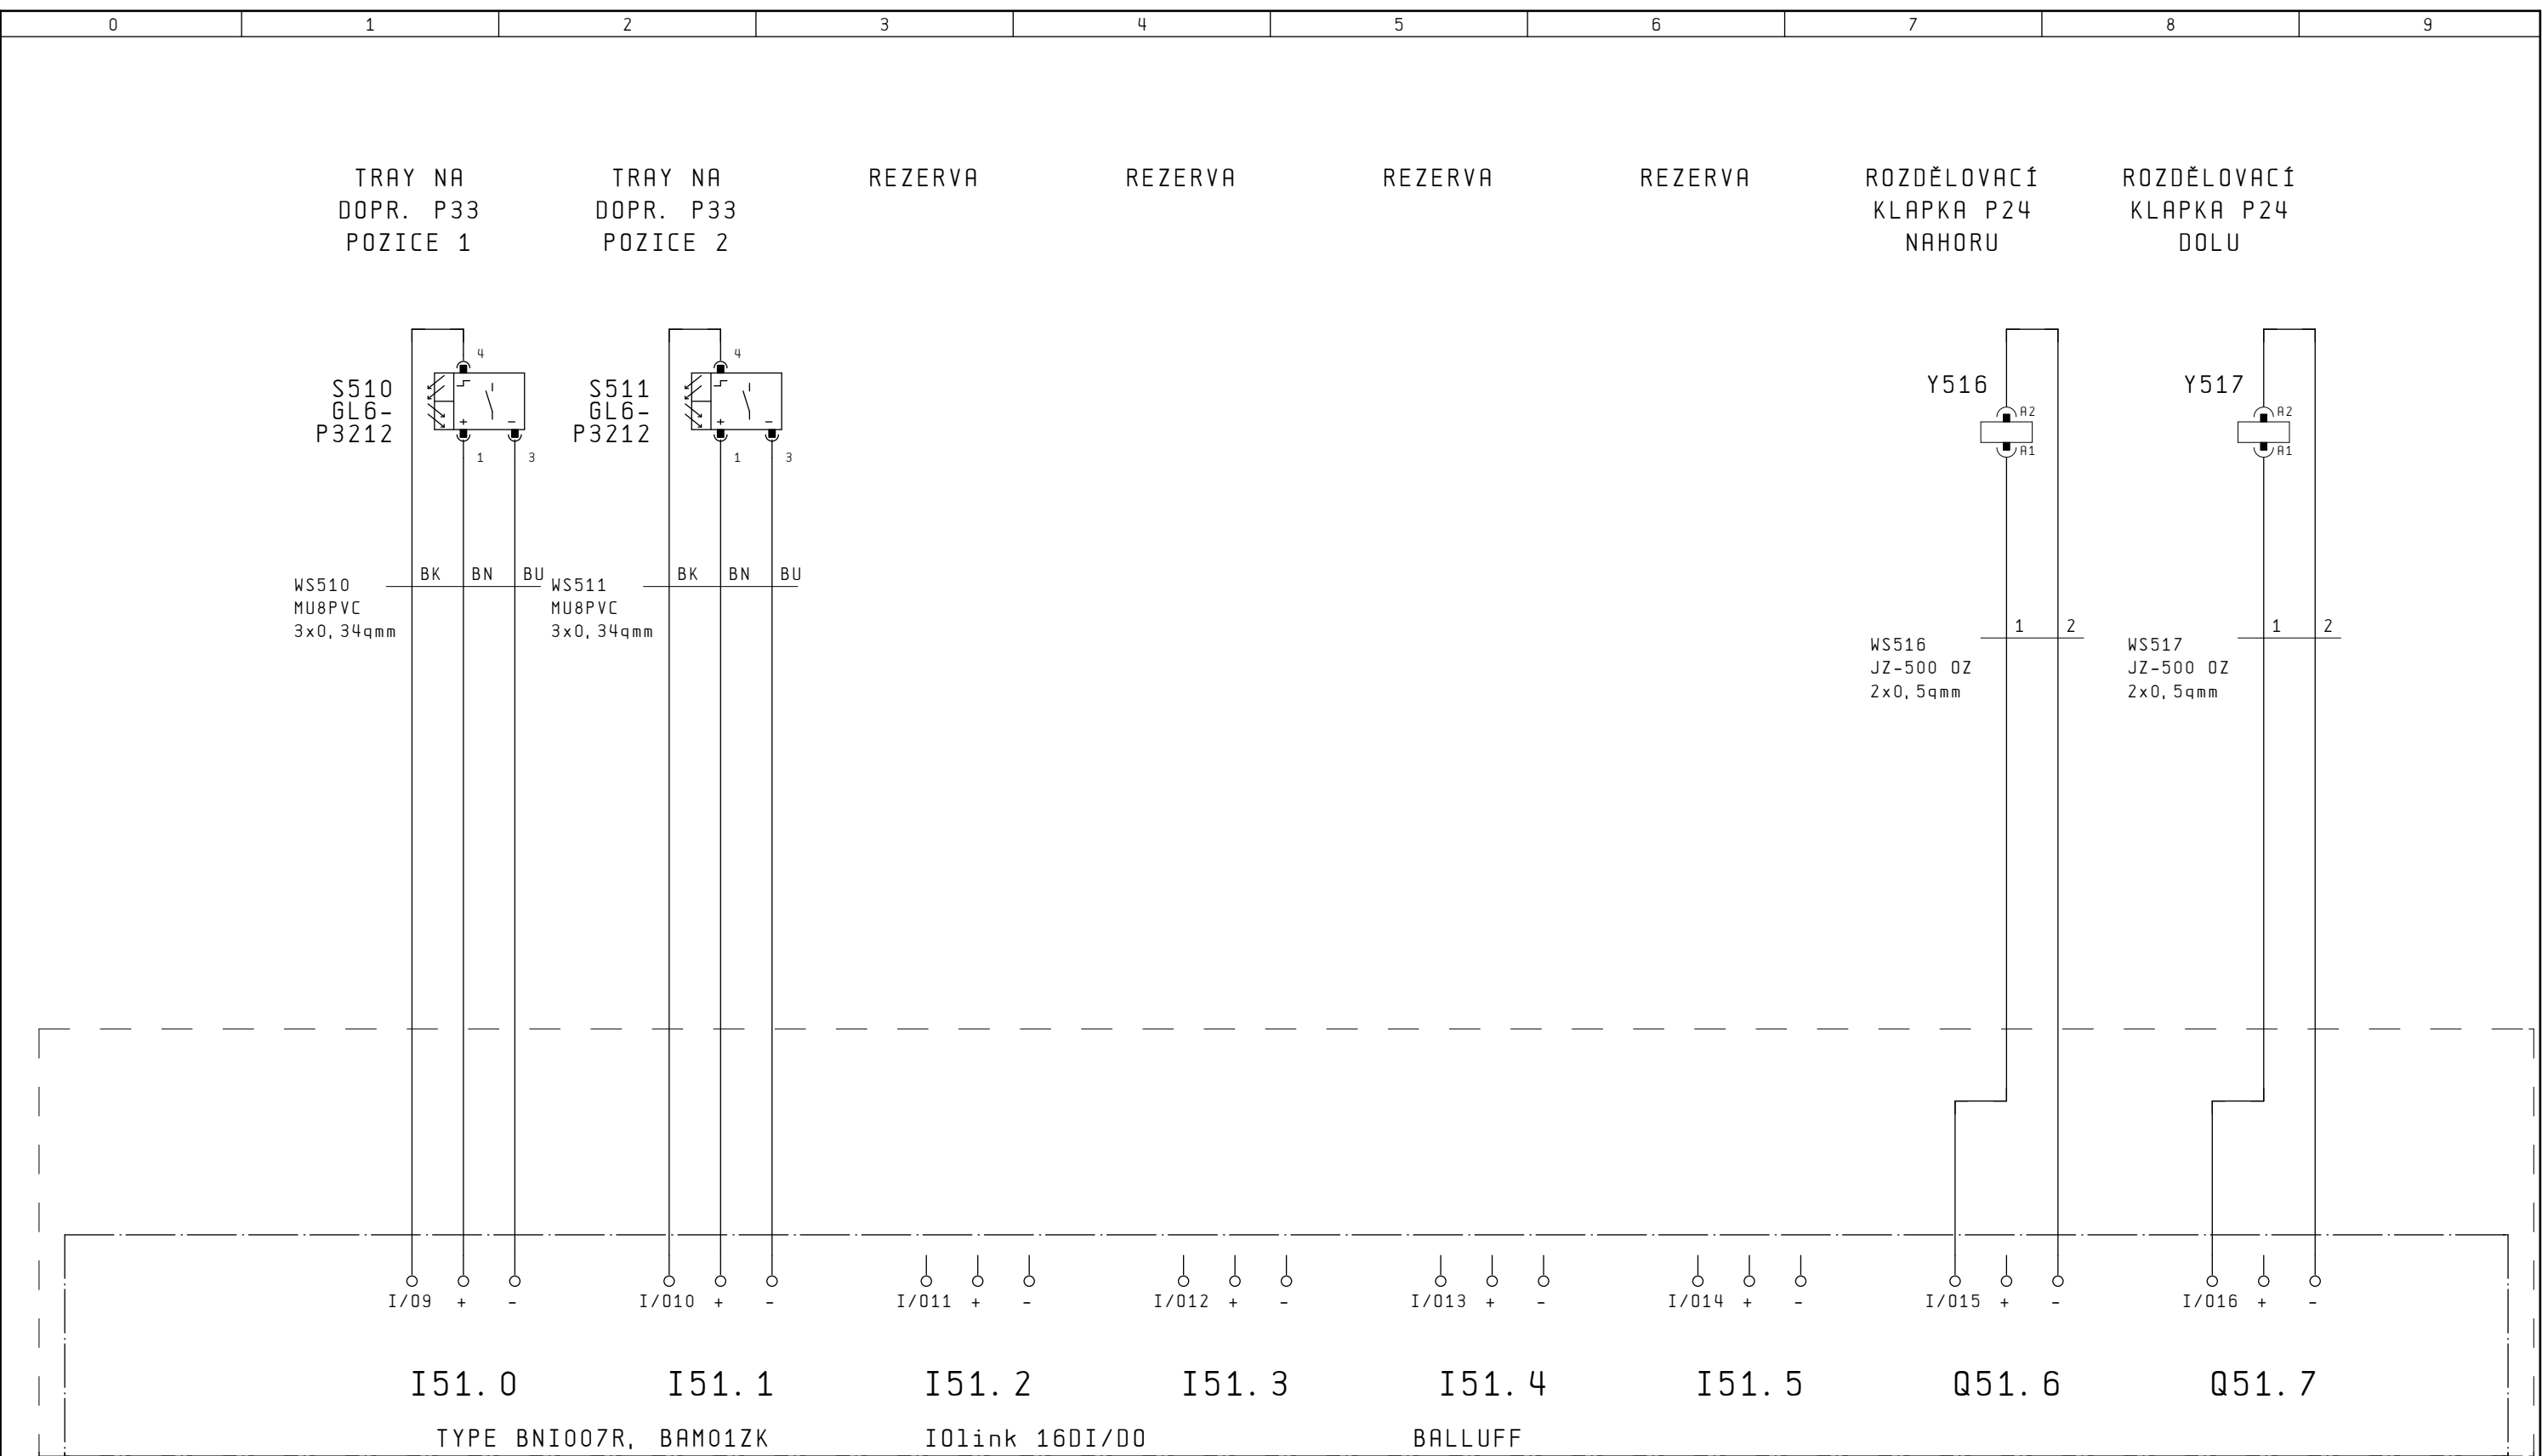 0 1 2 3 4 5 6 7 8 9
TRAY NA
DOPR. P33
POZICE 1
TRAY NA
DOPR. P33
POZICE 2
REZERVA
REZERVA
REZERVA
REZERVA
ROZDĚLOVACÍ
KLAPKA P24
NAHORU
ROZDĚLOVACÍ
KLAPKA P24
DOLU
S510
GL6-
P3212
4
+ -
1 3
S511
GL6-
P3212
4
+ -
1 3
Y516
A2
A1
Y517
A2
A1
WS510
MU8PVC
3x0,34qmm
BK BN BU
WS511
MU8PVC
3x0,34qmm
BK BN BU
WS516
JZ-500 OZ
2x0,5qmm
1 2
WS517
JZ-500 OZ
2x0,5qmm
1 2
I/O9 + -
I/O10 + -
I/O11 + -
I/O12 + -
I/O13 + -
I/O14 + -
I/O15 + -
I/O16 + -
I51.0 I51.1 I51.2 I51.3 I51.4 I51.5 Q51.6 Q51.7
TYPE BNI007R, BAM01ZK IOlink 16DI/DO BALLUFF